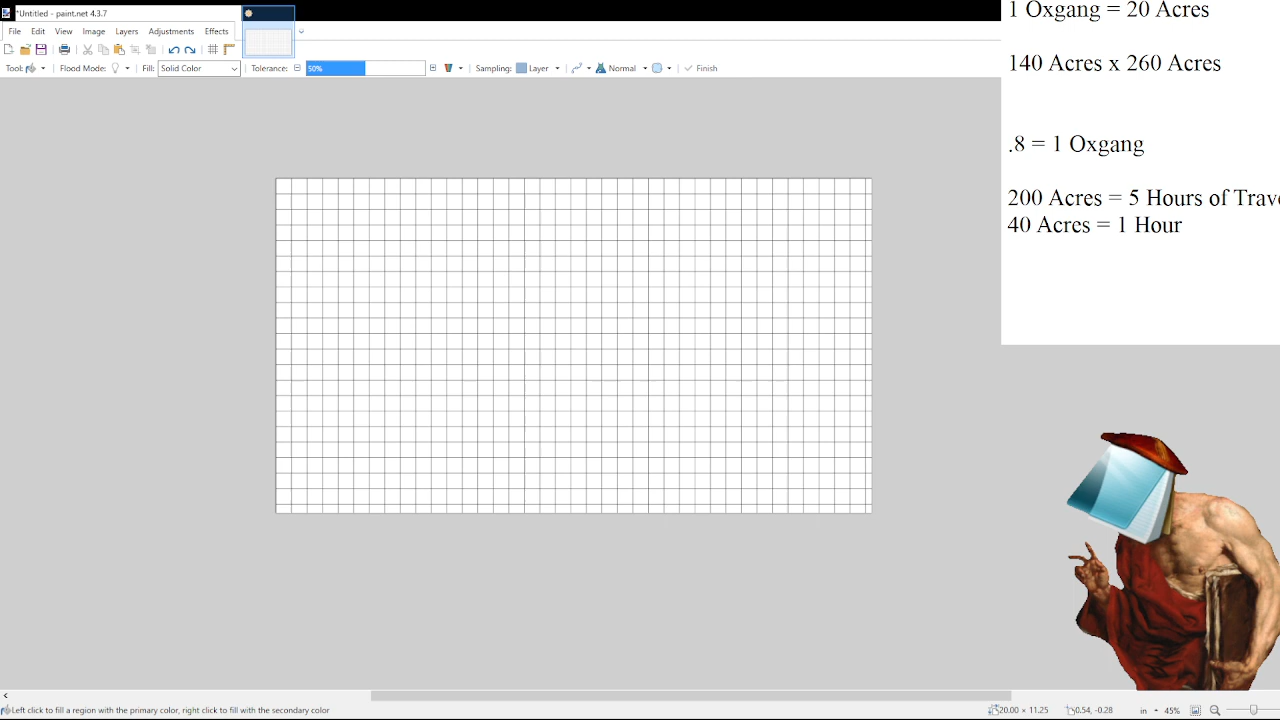 *Untitled - paint.net 4.3.7
File Edit View Image Layers Adjustments Effects
Tool: Flood Mode: Fill: Solid Color Tolerance: 50% Sampling: Layer Normal Finish
1 Oxgang = 20 Acres
140 Acres x 260 Acres
.8 = 1 Oxgang
200 Acres = 5 Hours of Trave
40 Acres = 1 Hour
Left click to fill a region with the primary color, right click to fill with the secondary color
20.00 × 11.25 0.54, -0.28 in 45%